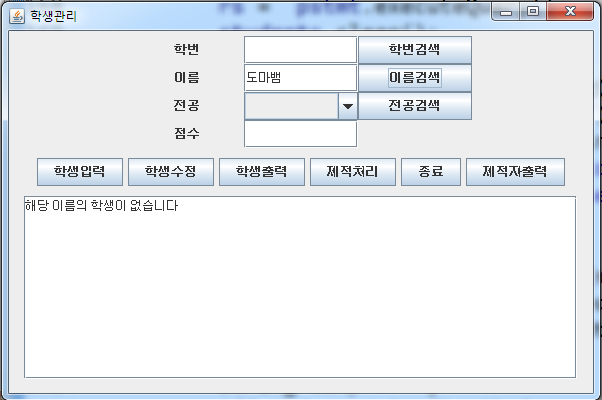 학생관리
학번 학번검색
이름 도마뱀 이름검색
전공 전공검색
점수
학생입력 학생수정 학생출력 제적처리 종료 제적자출력
해당 이름의 학생이 없습니다